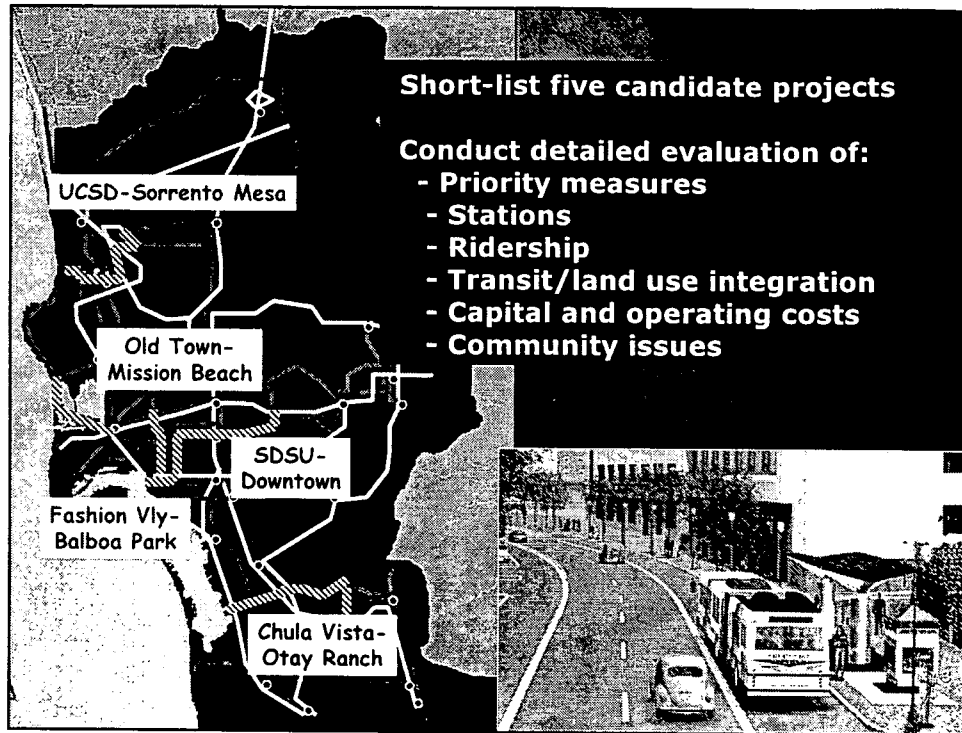 Short-list five candidate projects
Conduct detailed evaluation of:
- Priority measures
- Stations
- Ridership
- Transit/land use integration
- Capital and operating costs
- Community issues
UCSD-Sorrento Mesa
Old Town-
Mission Beach
SDSU-
Downtown
Fashion Vly-
Balboa Park
Chula Vista-
Otay Ranch